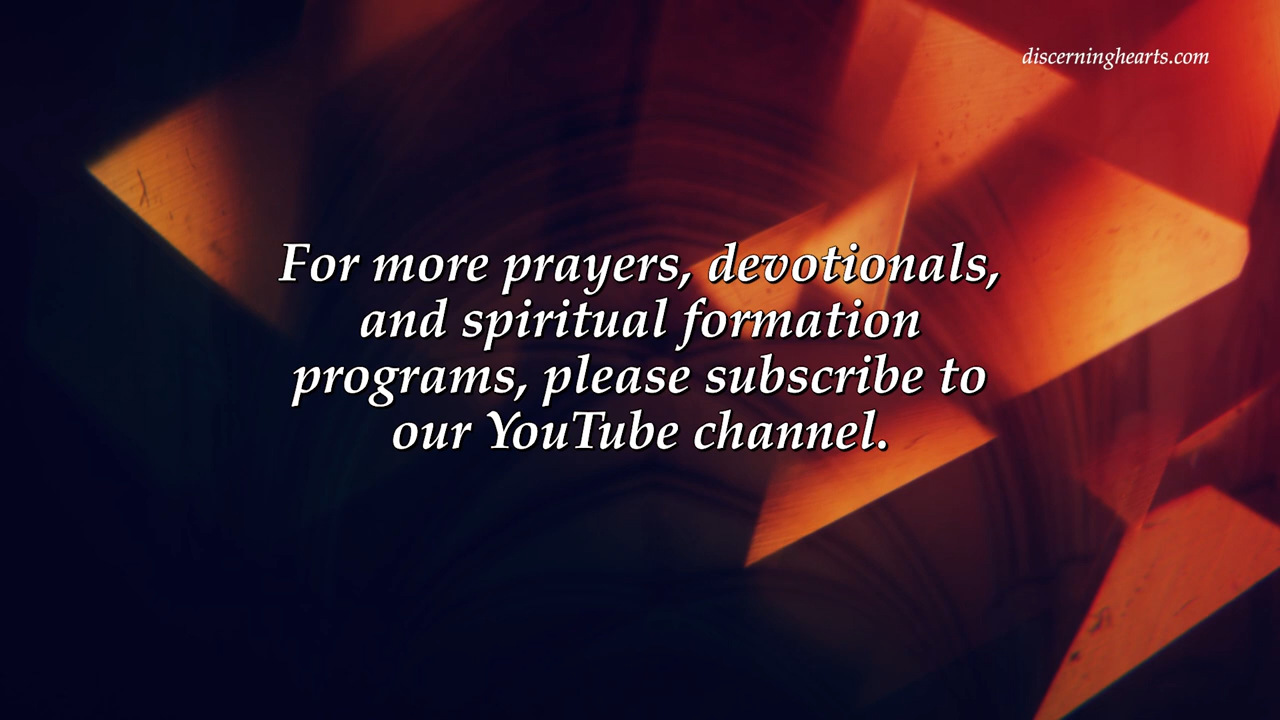 discerninghearts.com
For more prayers, devotionals,
and spiritual formation
programs, please subscribe to
our YouTube channel.